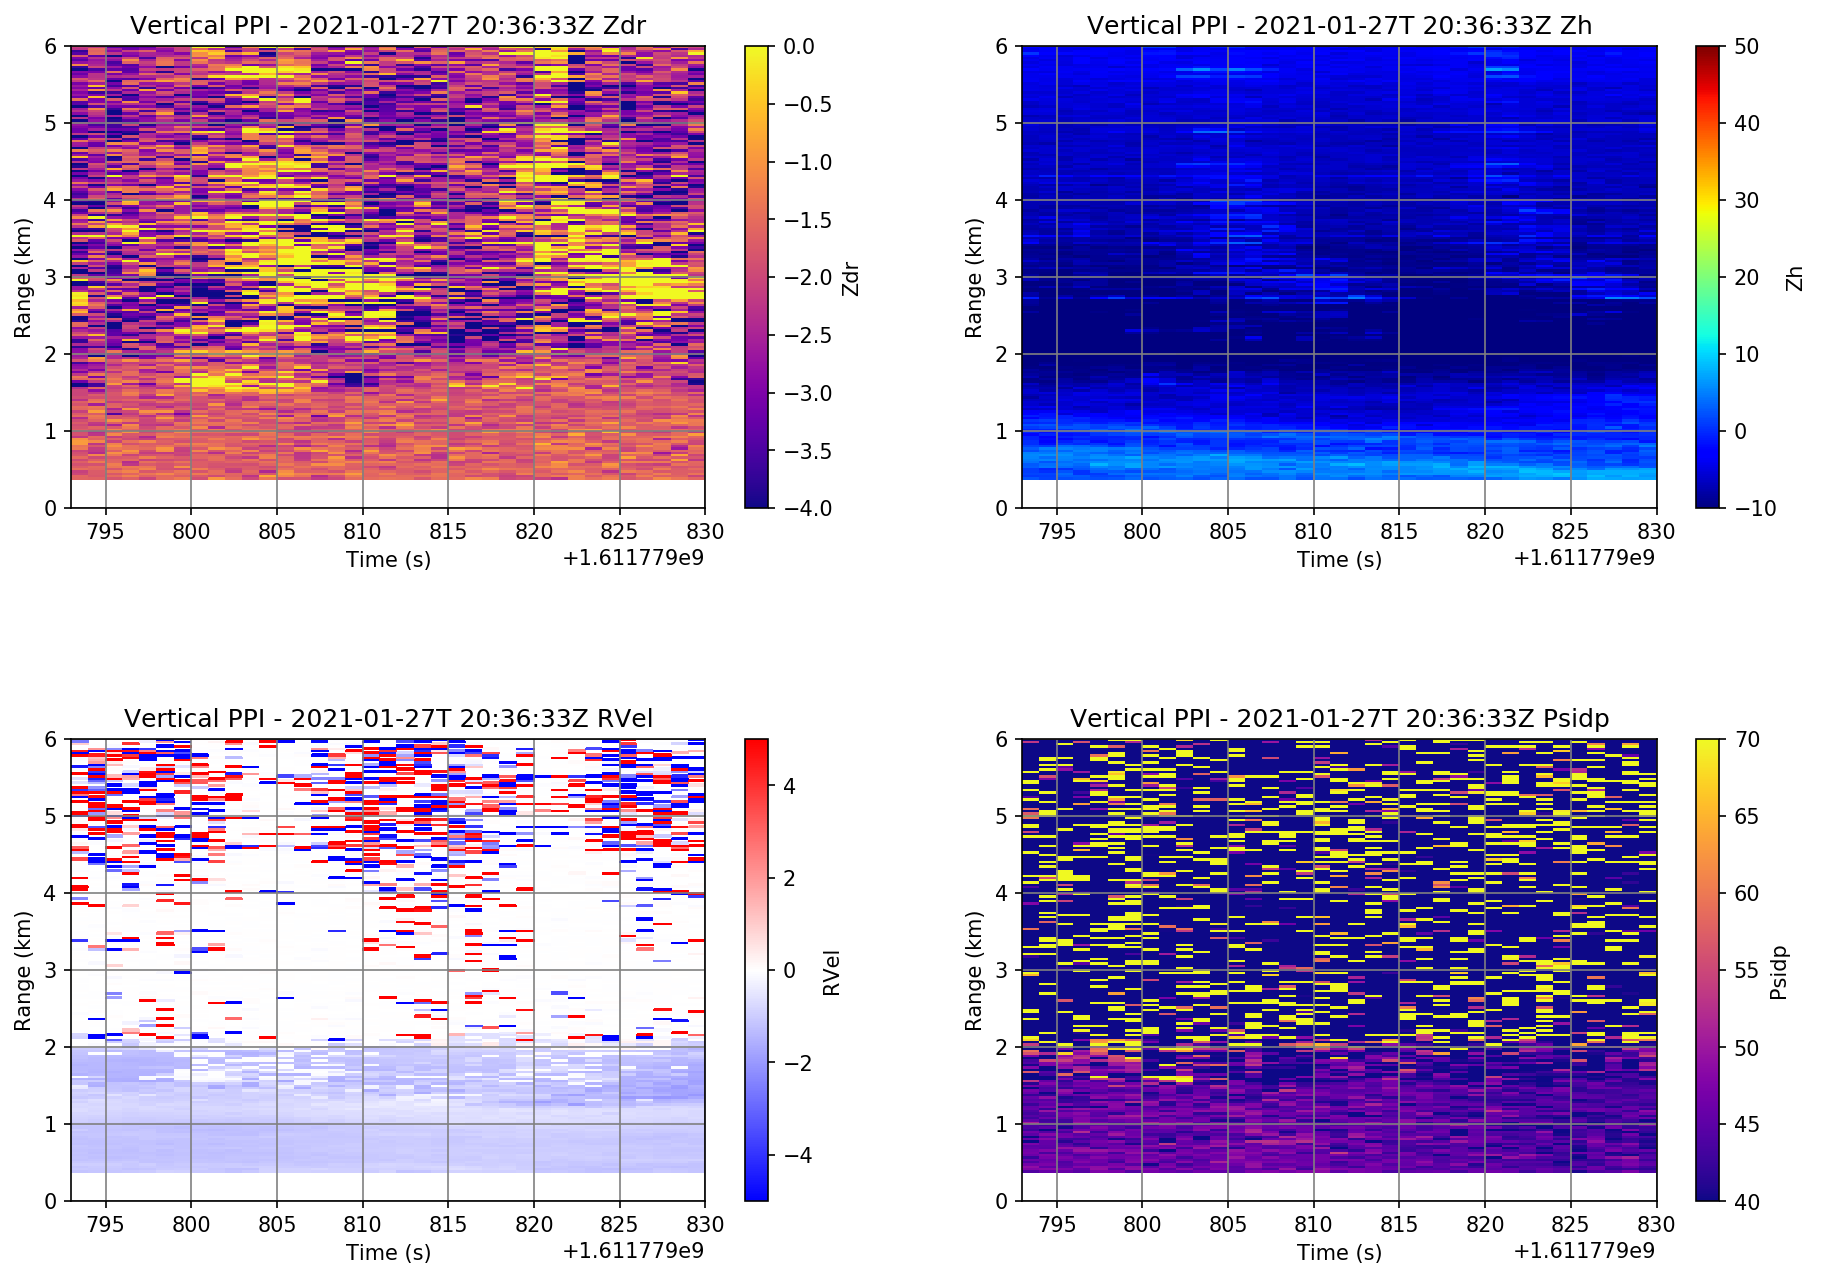 Vertical PPI - 2021-01-27T 20:36:33Z Zdr
6
5
4
3
2
1
0
Range (km)
795 800 805 810 815 820 825 830
Time (s)
+1.611779e9
0.0
−0.5
−1.0
−1.5
−2.0
−2.5
−3.0
−3.5
−4.0
Zdr
Vertical PPI - 2021-01-27T 20:36:33Z Zh
6
5
4
3
2
1
0
Range (km)
795 800 805 810 815 820 825 830
Time (s)
+1.611779e9
50
40
30
20
10
0
−10
Zh
Vertical PPI - 2021-01-27T 20:36:33Z RVel
6
5
4
3
2
1
0
Range (km)
795 800 805 810 815 820 825 830
Time (s)
+1.611779e9
4
2
0
−2
−4
RVel
Vertical PPI - 2021-01-27T 20:36:33Z Psidp
6
5
4
3
2
1
0
Range (km)
795 800 805 810 815 820 825 830
Time (s)
+1.611779e9
70
65
60
55
50
45
40
Psidp